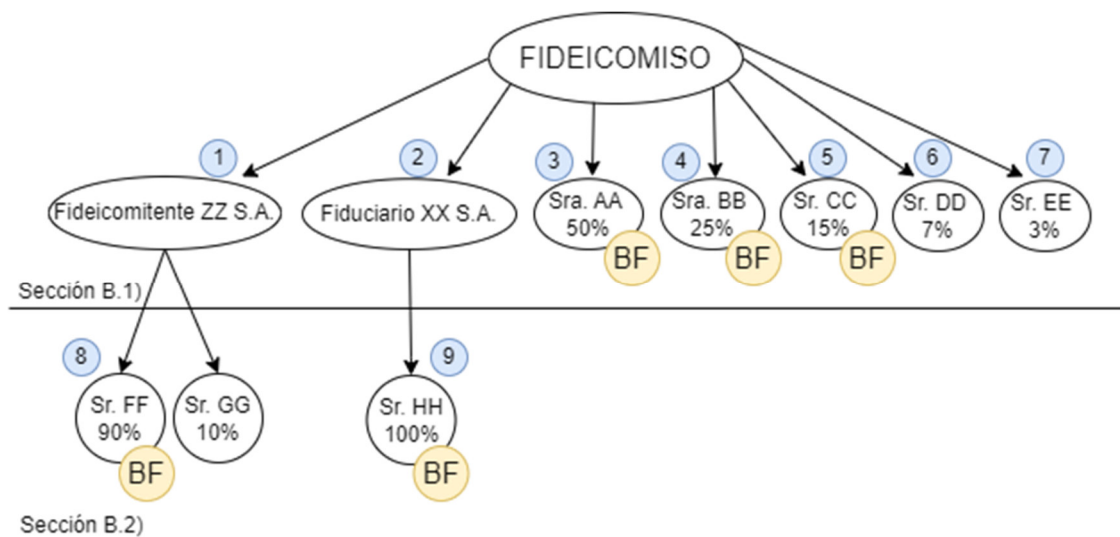 FIDEICOMISO
1
2
3
4
5
6
7
Fideicomitente ZZ S.A.
Fiduciario XX S.A.
Sra. AA
50%
BF
Sra. BB
25%
BF
Sr. CC
15%
BF
Sr. DD
7%
Sr. EE
3%
Sección B.1)
8
9
Sr. FF
90%
BF
Sr. GG
10%
Sr. HH
100%
BF
Sección B.2)